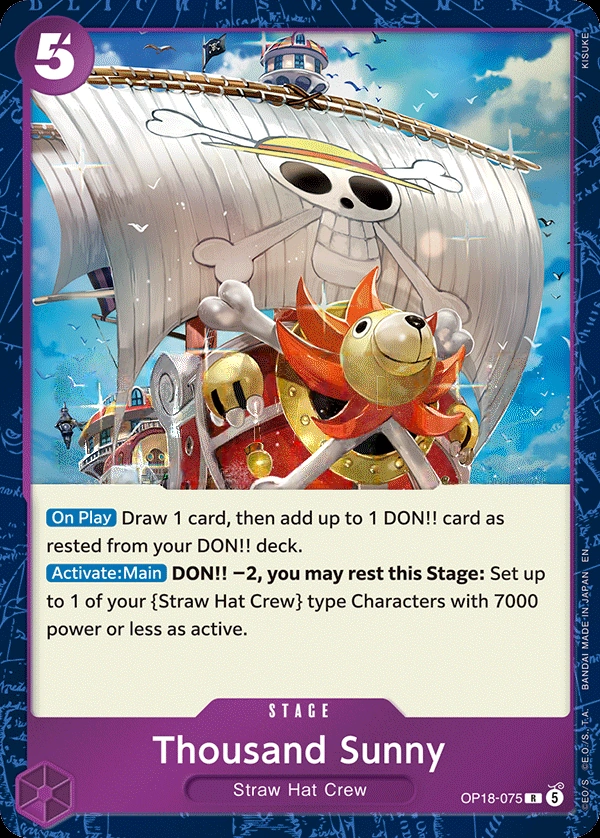 5
On Play Draw 1 card, then add up to 1 DON!! card as
rested from your DON!! deck.
Activate:Main DON!! −2, you may rest this Stage: Set up
to 1 of your {Straw Hat Crew} type Characters with 7000
power or less as active.
STAGE
Thousand Sunny
Straw Hat Crew
OP18-075 R 5
KISUKE
©E.O./S., ©E.O./S., T.A. BANDAI MADE IN JAPAN EN